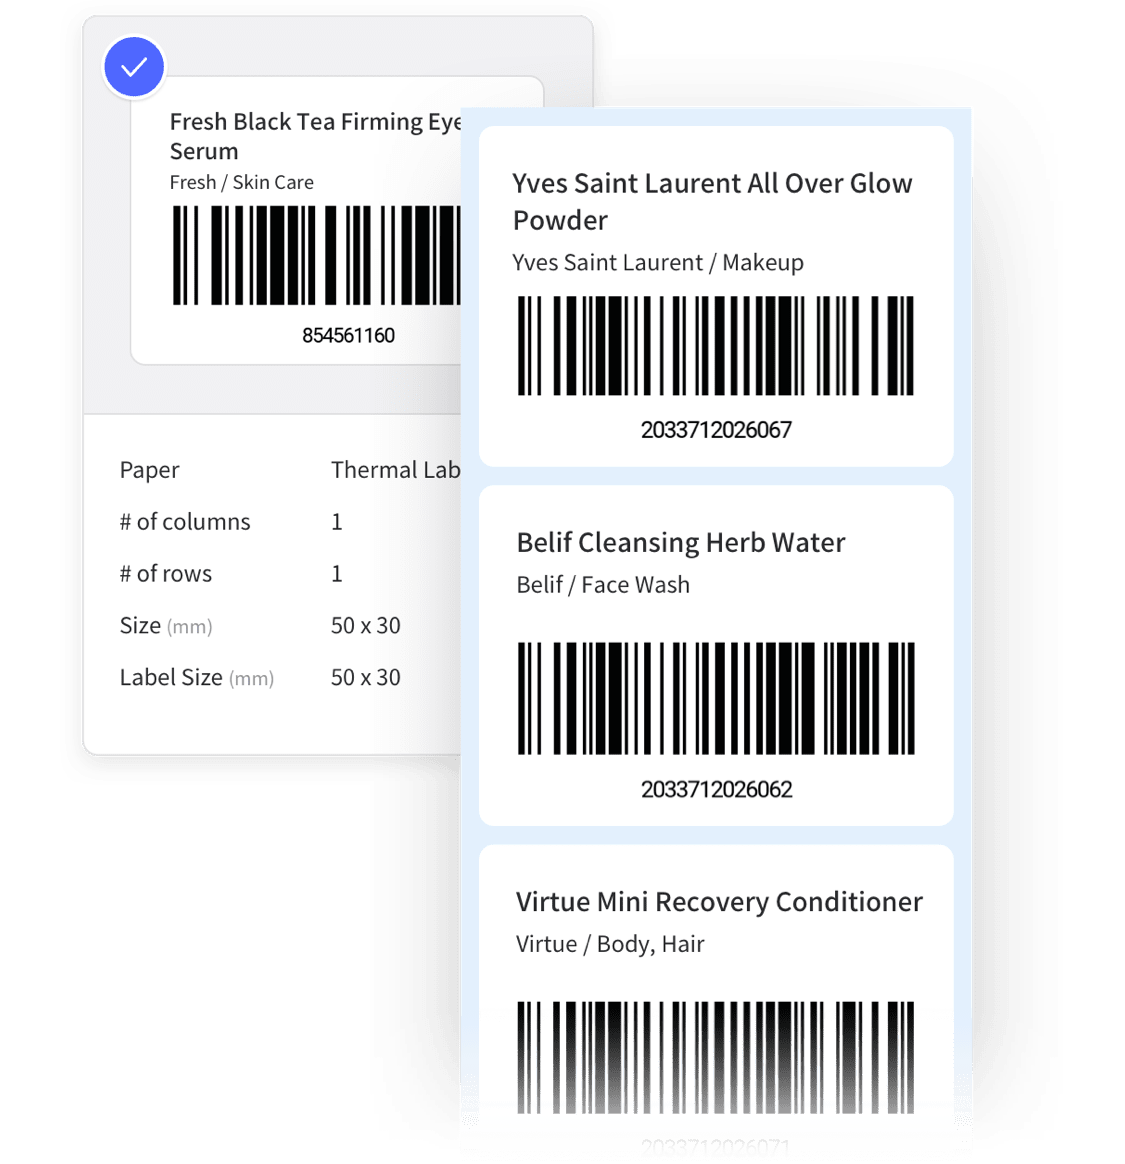 Fresh Black Tea Firming Eye
Serum
Fresh / Skin Care
854561160
Paper Thermal Lab
# of columns 1
# of rows 1
Size (mm) 50 x 30
Label Size (mm) 50 x 30
Yves Saint Laurent All Over Glow
Powder
Yves Saint Laurent / Makeup
2033712026067
Belif Cleansing Herb Water
Belif / Face Wash
2033712026062
Virtue Mini Recovery Conditioner
Virtue / Body, Hair
2033712026071